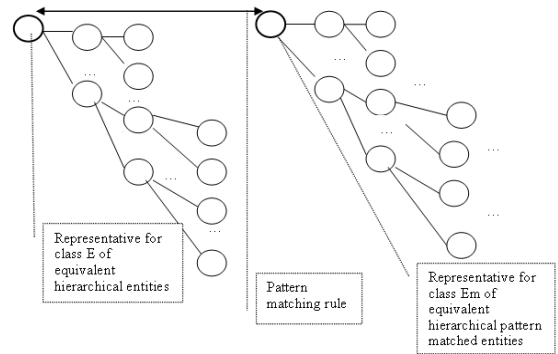 ...
...
...
...
...
...
...
...
...
...
Representative for
class E of
equivalent
hierarchical entities
Pattern
matching rule
Representative for
class Em of
equivalent
hierarchical pattern
matched entities